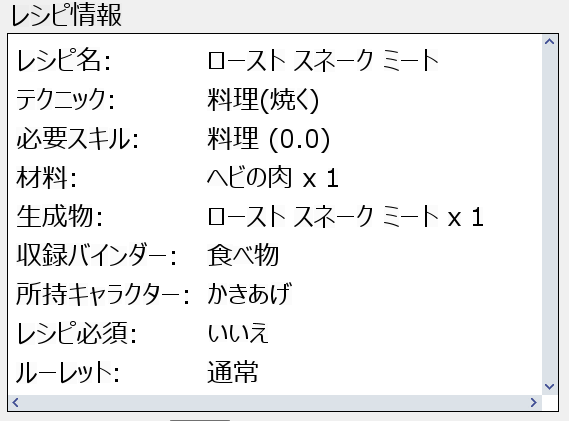 レシピ情報
レシピ名: ロースト スネーク ミート
テクニック: 料理(焼く)
必要スキル: 料理 (0.0)
材料: ヘビの肉 x 1
生成物: ロースト スネーク ミート x 1
収録バインダー: 食べ物
所持キャラクター: かきあげ
レシピ必須: いいえ
ルーレット: 通常